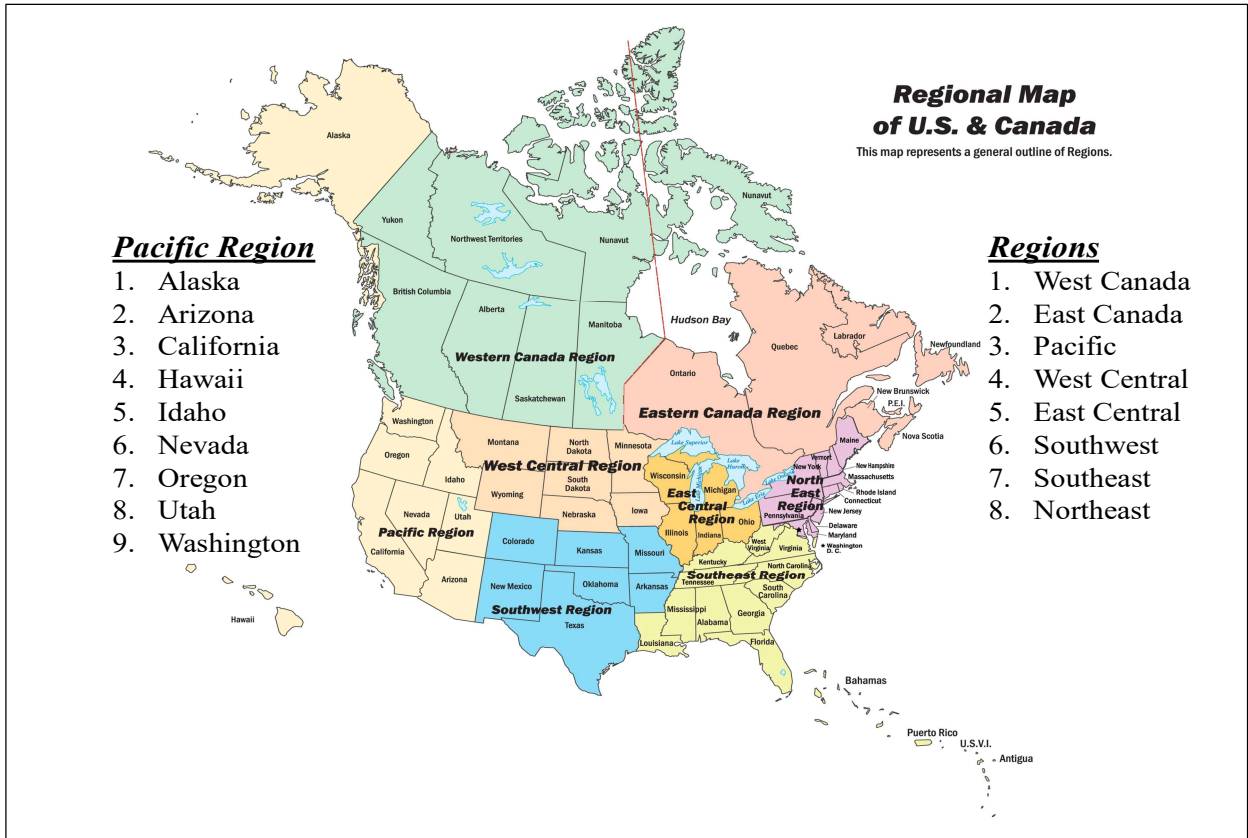 Regional Map
of U.S. & Canada
This map represents a general outline of Regions.
Pacific Region
1. Alaska
2. Arizona
3. California
4. Hawaii
5. Idaho
6. Nevada
7. Oregon
8. Utah
9. Washington
Regions
1. West Canada
2. East Canada
3. Pacific
4. West Central
5. East Central
6. Southwest
7. Southeast
8. Northeast
Alaska
Yukon
Northwest Territories
Nunavut
Nunavut
British Columbia
Alberta
Saskatchewan
Manitoba
Western Canada Region
Hudson Bay
Ontario
Quebec
Labrador
Newfoundland
New Brunswick
P.E.I.
Nova Scotia
Eastern Canada Region
Washington
Oregon
Idaho
Nevada
Utah
California
Arizona
Pacific Region
Hawaii
Montana
North
Dakota
Minnesota
West Central Region
Wyoming
South
Dakota
Nebraska
Iowa
Lake Superior
Lake Michigan
Lake
Huron
Lake Erie
Lake Ontario
Wisconsin
Michigan
Illinois
Indiana
Ohio
East
Central
Region
Maine
Vermont
New York
New Hampshire
Massachusetts
Rhode Island
Connecticut
New Jersey
Pennsylvania
Delaware
Maryland
Washington
D. C.
North
East
Region
Colorado
Kansas
Missouri
New Mexico
Oklahoma
Arkansas
Southwest Region
Texas
West
Virginia
Virginia
Kentucky
North Carolina
Southeast Region
Tennessee
South
Carolina
Mississippi
Alabama
Georgia
Louisiana
Florida
Bahamas
Puerto Rico
U.S.V.I.
Antigua